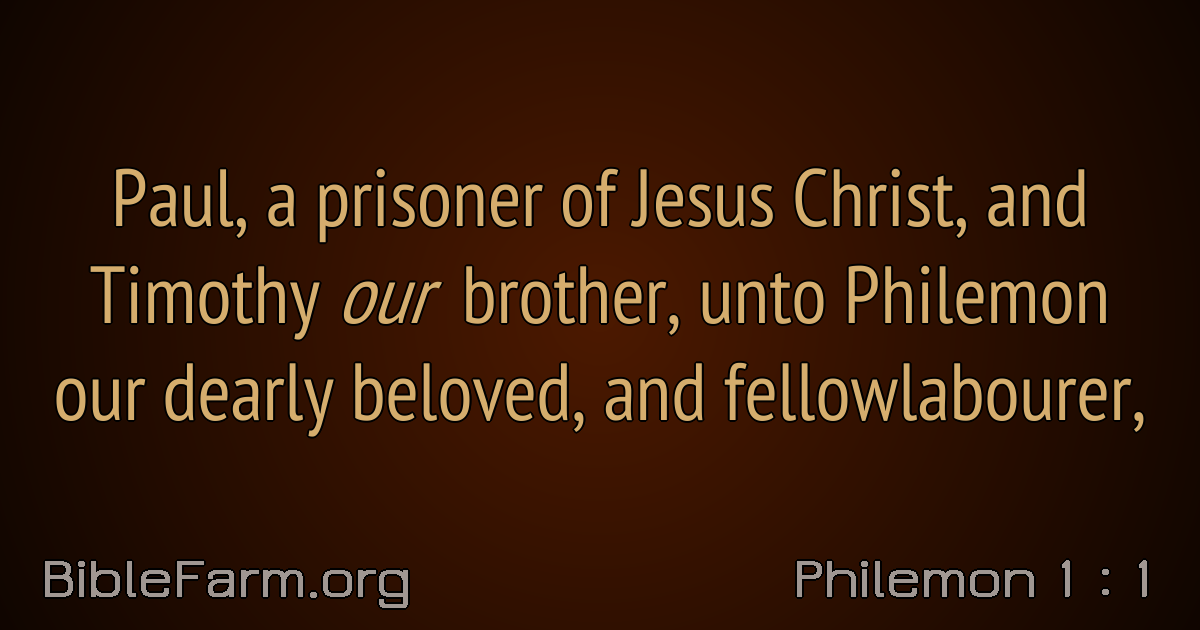 Paul, a prisoner of Jesus Christ, and
Timothy our brother, unto Philemon
our dearly beloved, and fellowlabourer,
BibleFarm.org
Philemon 1 : 1